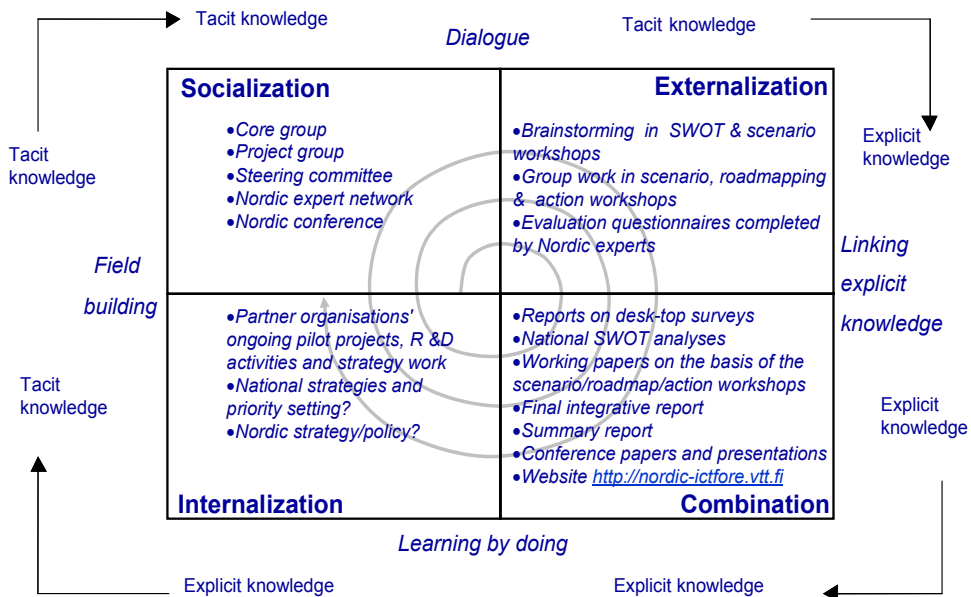 Tacit knowledge
Dialogue
Tacit knowledge
Socialization
•Core group
•Project group
•Steering committee
•Nordic expert network
•Nordic conference
Externalization
•Brainstorming in SWOT & scenario
workshops
•Group work in scenario, roadmapping
& action workshops
•Evaluation questionnaires completed
by Nordic experts
Tacit
knowledge
Explicit
knowledge
Field
building
Linking
explicit
knowledge
•Partner organisations'
ongoing pilot projects, R &D
activities and strategy work
•National strategies and
priority setting?
•Nordic strategy/policy?
Internalization
•Reports on desk-top surveys
•National SWOT analyses
•Working papers on the basis of the
scenario/roadmap/action workshops
•Final integrative report
•Summary report
•Conference papers and presentations
•Website http://nordic-ictfore.vtt.fi
Combination
Tacit
knowledge
Explicit
knowledge
Learning by doing
Explicit knowledge
Explicit knowledge